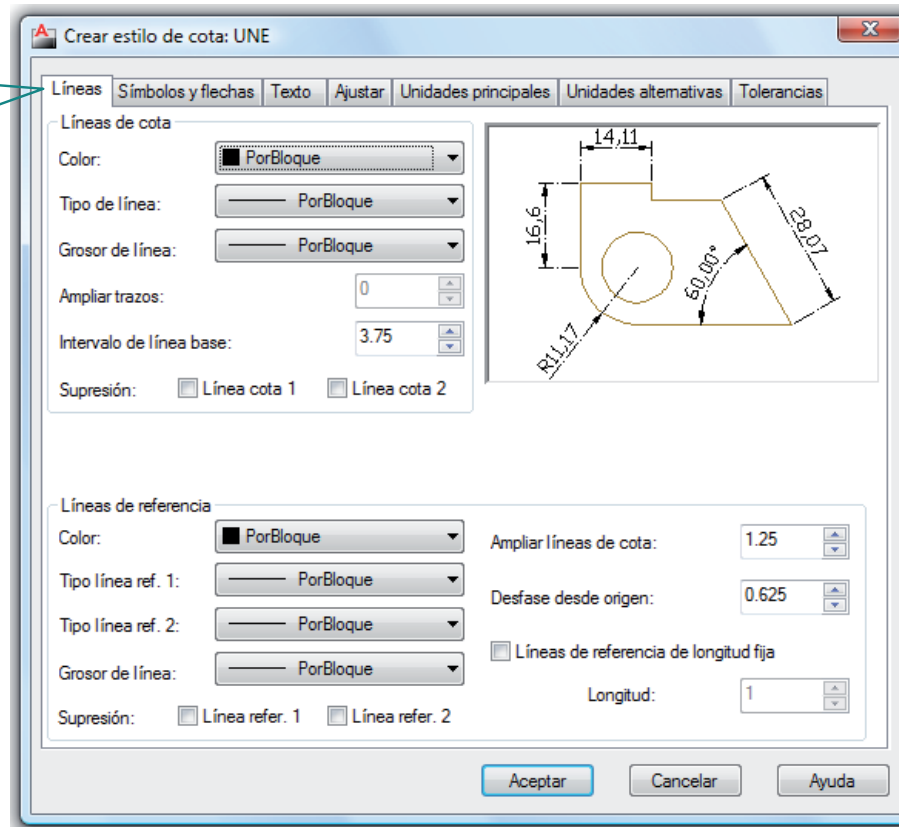 Crear estilo de cota: UNE
Líneas Símbolos y flechas Texto Ajustar Unidades principales Unidades alternativas Tolerancias
Líneas de cota
Color: PorBloque
Tipo de línea: PorBloque
Grosor de línea: PorBloque
Ampliar trazos: 0
Intervalo de línea base: 3.75
Supresión: Línea cota 1 Línea cota 2
14,11
16,6
28,07
60,00°
R11,17
Líneas de referencia
Color: PorBloque
Tipo línea ref. 1: PorBloque
Tipo línea ref. 2: PorBloque
Grosor de línea: PorBloque
Supresión: Línea refer. 1 Línea refer. 2
Ampliar líneas de cota: 1.25
Desfase desde origen: 0.625
Líneas de referencia de longitud fija
Longitud: 1
Aceptar Cancelar Ayuda